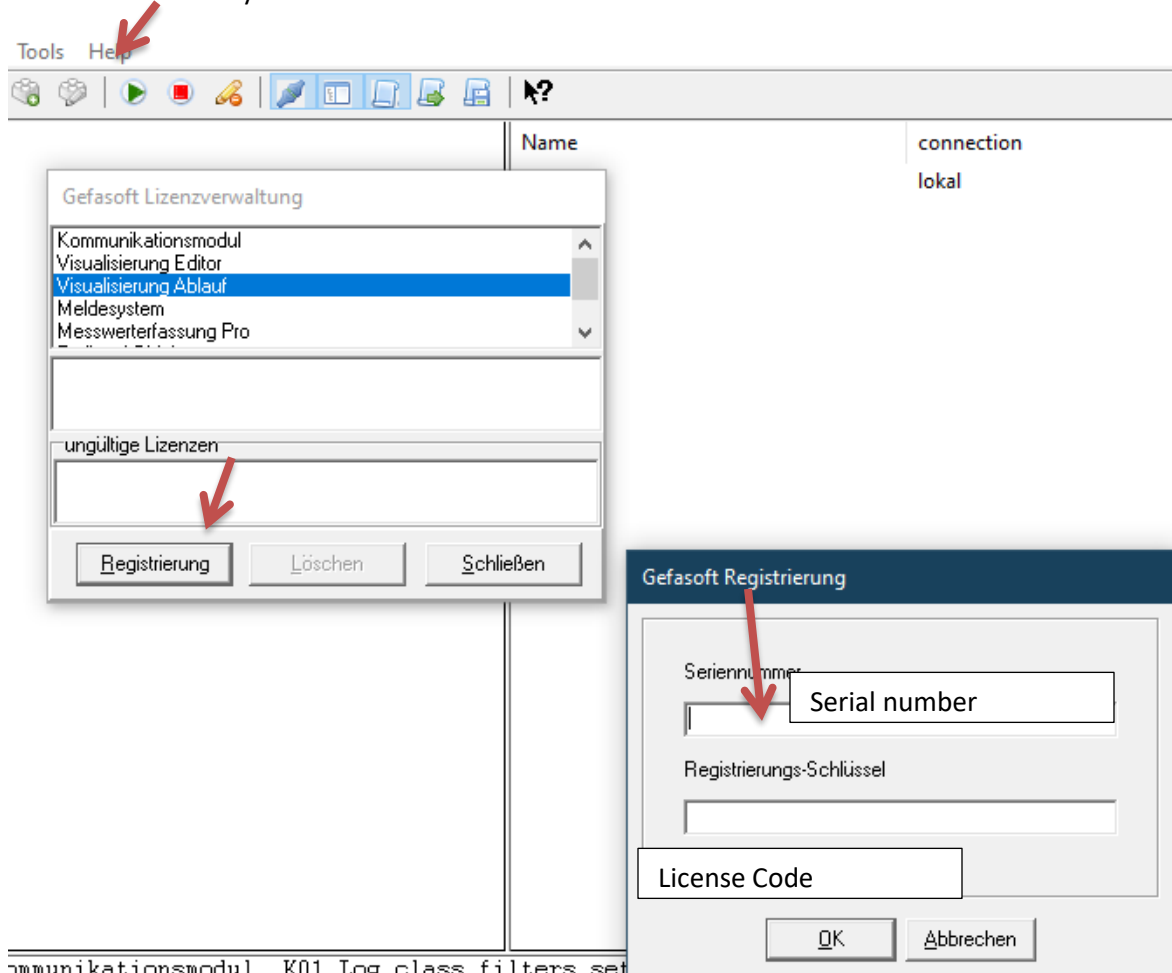 Tools Help
Name connection
lokal
Gefasoft Lizenzverwaltung
Kommunikationsmodul
Visualisierung Editor
Visualisierung Ablauf
Meldesystem
Messwerterfassung Pro
ungültige Lizenzen
Registrierung Löschen Schließen
Gefasoft Registrierung
Seriennummer
Serial number
Registrierungs-Schlüssel
License Code
OK Abbrechen
ommunikationsmodul K01 Log class filters set